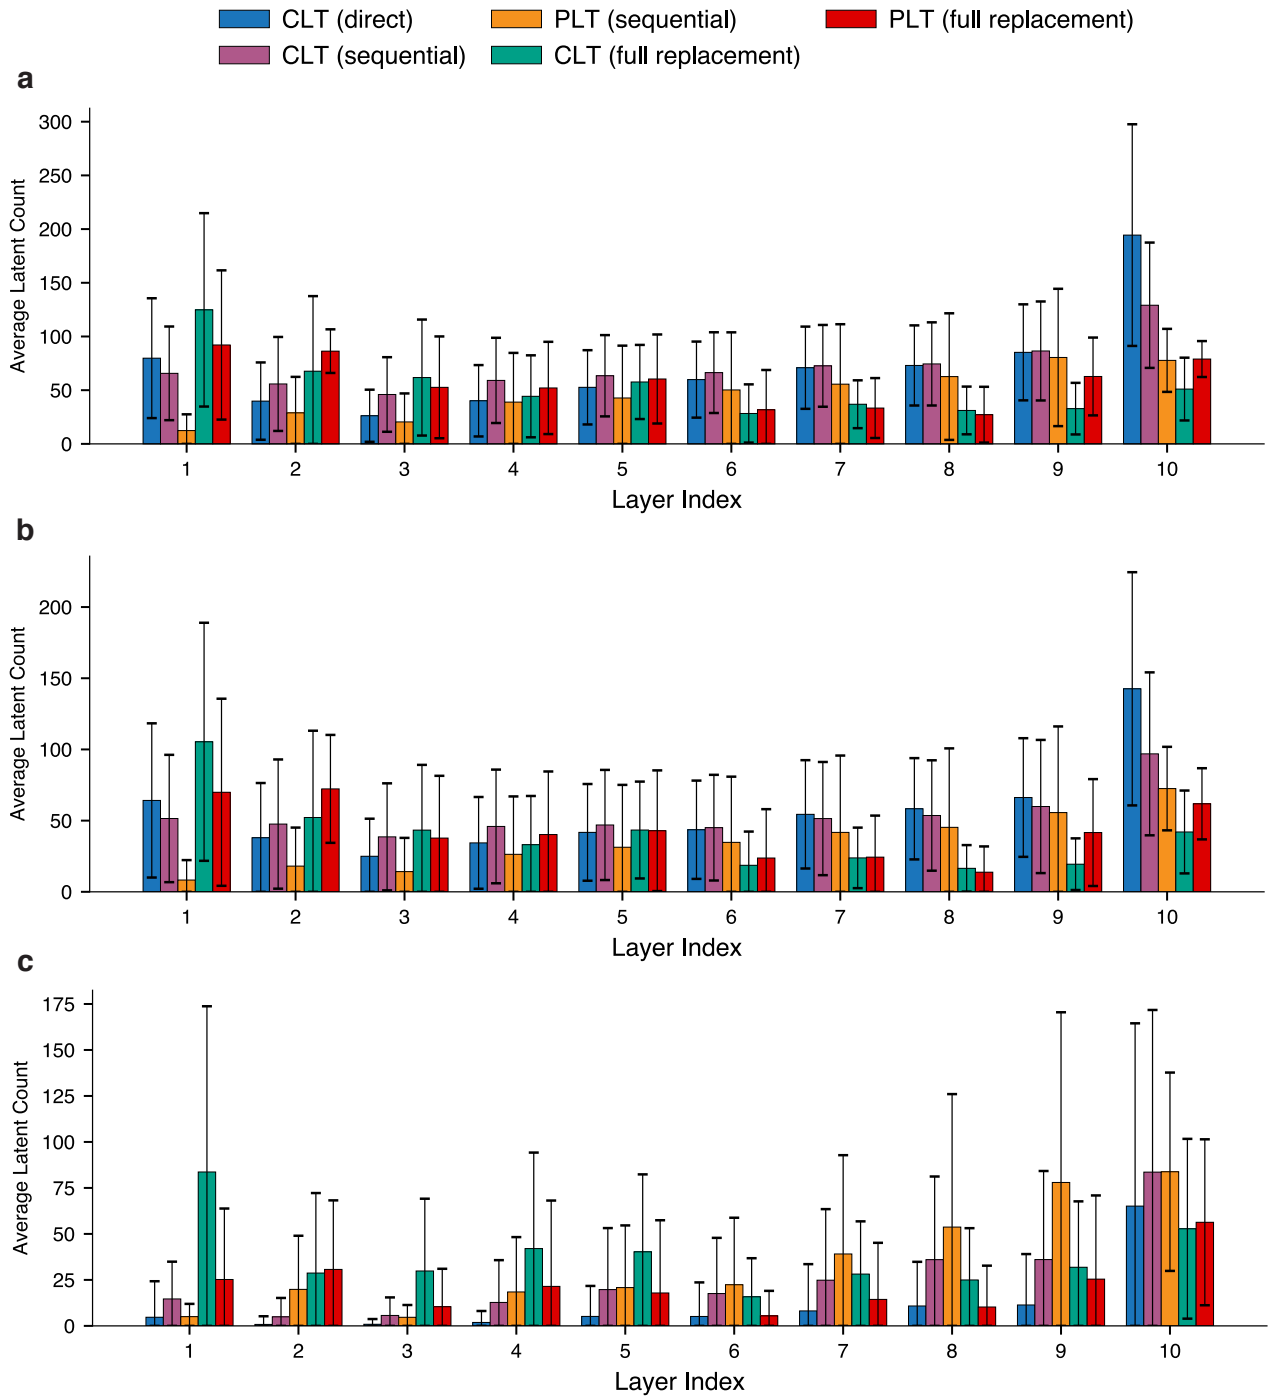 CLT (direct) PLT (sequential) PLT (full replacement)
CLT (sequential) CLT (full replacement)
a
300
250
200
150
100
50
0
Average Latent Count
1 2 3 4 5 6 7 8 9 10
Layer Index
b
200
150
100
50
0
Average Latent Count
1 2 3 4 5 6 7 8 9 10
Layer Index
c
175
150
125
100
75
50
25
0
Average Latent Count
1 2 3 4 5 6 7 8 9 10
Layer Index